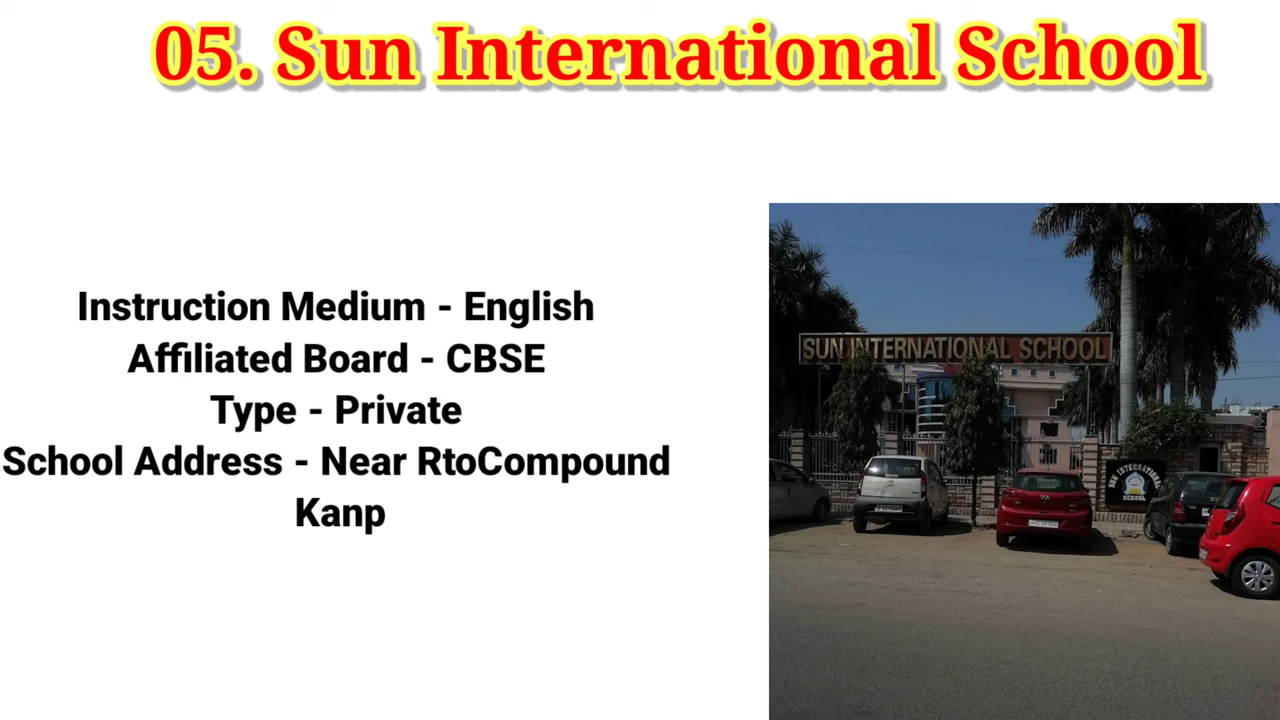 05. Sun International School
Instruction Medium - English
Affiliated Board - CBSE
Type - Private
School Address - Near RtoCompound
Kanp
SUN INTERNATIONAL SCHOOL
SUN INTERNATIONAL
SCHOOL